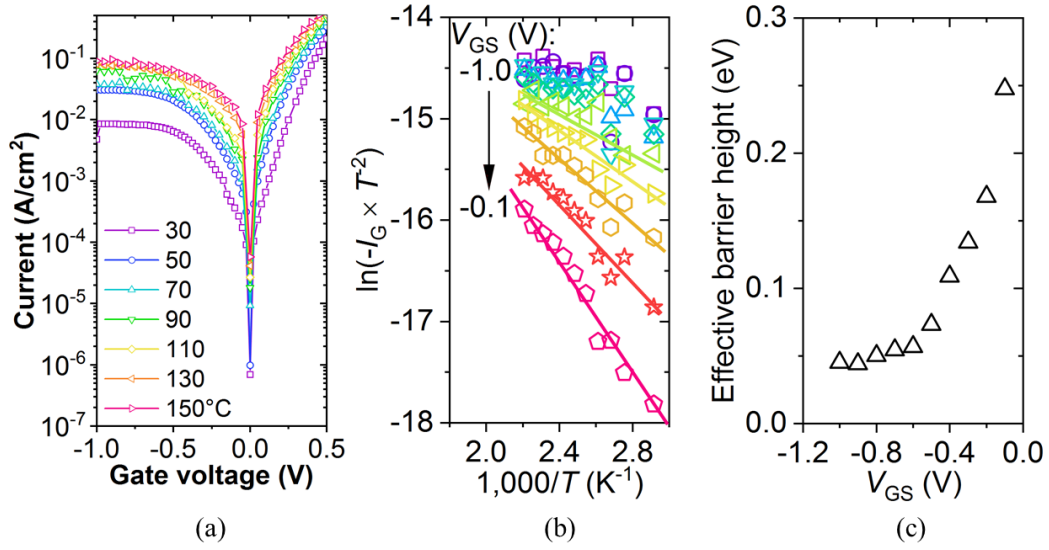 10⁻¹
10⁻²
10⁻³
10⁻⁴
10⁻⁵
10⁻⁶
10⁻⁷
Current (A/cm²)
30
50
70
90
110
130
150°C
-1.0 -0.5 0.0 0.5
Gate voltage (V)
(a)
-14
-15
-16
-17
-18
ln(-I_G × T⁻²)
V_GS (V):
-1.0
-0.1
2.0 2.4 2.8
1,000/T (K⁻¹)
(b)
0.3
0.2
0.1
0.0
Effective barrier height (eV)
-1.2 -0.8 -0.4 0.0
V_GS (V)
(c)